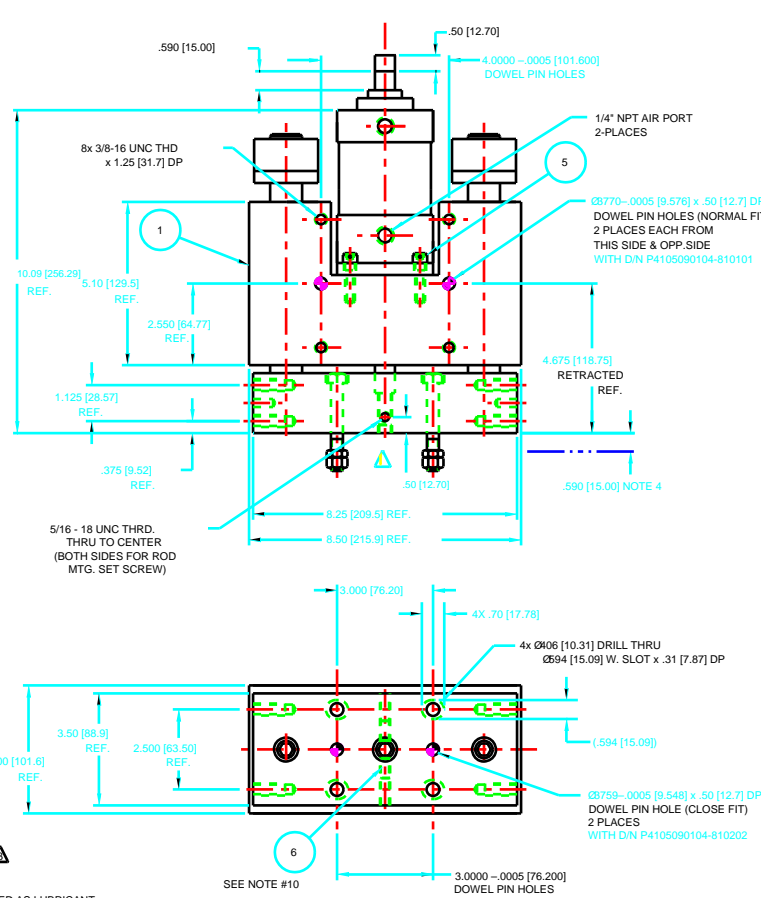 .50 [12.70]
.590 [15.00]
4.0000 –.0005 [101.600]
DOWEL PIN HOLES
1/4" NPT AIR PORT
2-PLACES
8x 3/8-16 UNC THD
x 1.25 [31.7] DP
5
Ø3770–.0005 [9.576] x .50 [12.7] DP
DOWEL PIN HOLES (NORMAL FIT
2 PLACES EACH FROM
THIS SIDE & OPP.SIDE
WITH D/N P4105090104-810101
1
10.09 [256.29]
REF.
5.10 [129.5]
REF.
2.550 [64.77]
REF.
4.675 [118.75]
RETRACTED
REF.
1.125 [28.57]
REF.
.375 [9.52]
REF.
.50 [12.70]
.590 [15.00] NOTE 4
8.25 [209.5] REF.
8.50 [215.9] REF.
5/16 - 18 UNC THRD.
THRU TO CENTER
(BOTH SIDES FOR ROD
MTG. SET SCREW)
3.000 [76.20]
4X .70 [17.78]
4x Ø406 [10.31] DRILL THRU
Ø594 [15.09] W. SLOT x .31 [7.87] DP
3.50 [88.9]
REF.
2.500 [63.50]
REF.
(.594 [15.09])
00 [101.6]
REF.
Ø3759–.0005 [9.548] x .50 [12.7] DP
DOWEL PIN HOLE (CLOSE FIT)
2 PLACES
WITH D/N P4105090104-810202
6
SEE NOTE #10
3.0000 –.0005 [76.200]
DOWEL PIN HOLES